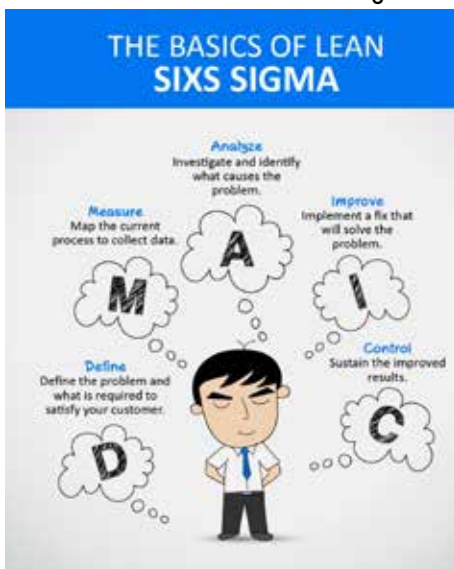 THE BASICS OF LEAN
SIXS SIGMA
Define
Define the problem and
what is required to
satisfy your customer.
D
Measure
Map the current
process to collect data.
M
Analyze
Investigate and identify
what causes the
problem.
A
Improve
Implement a fix that
will solve the
problem.
I
Control
Sustain the improved
results.
C